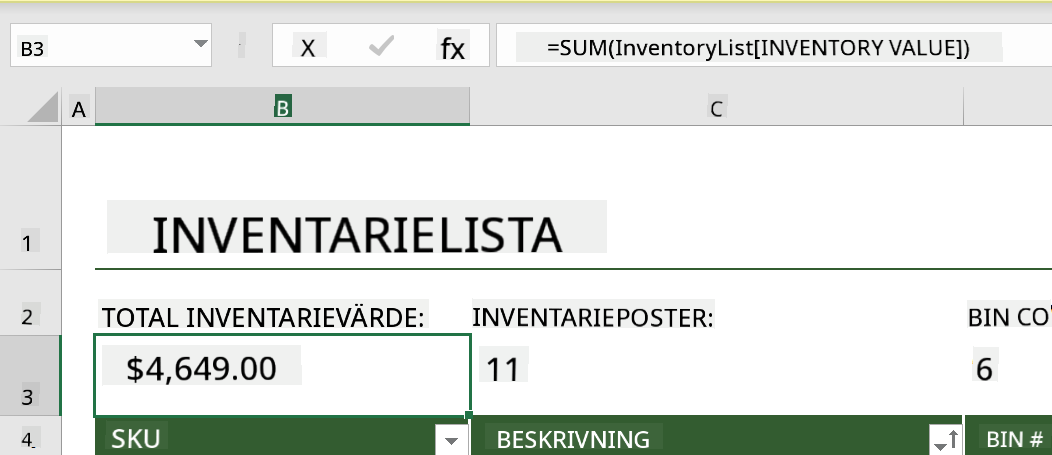 B3 X fx =SUM(InventoryList[INVENTORY VALUE])
A B C
1 INVENTARIELISTA
2 TOTAL INVENTARIEVÄRDE: INVENTARIEPOSTER: BIN CO
3 $4,649.00 11 6
4 SKU BESKRIVNING BIN #